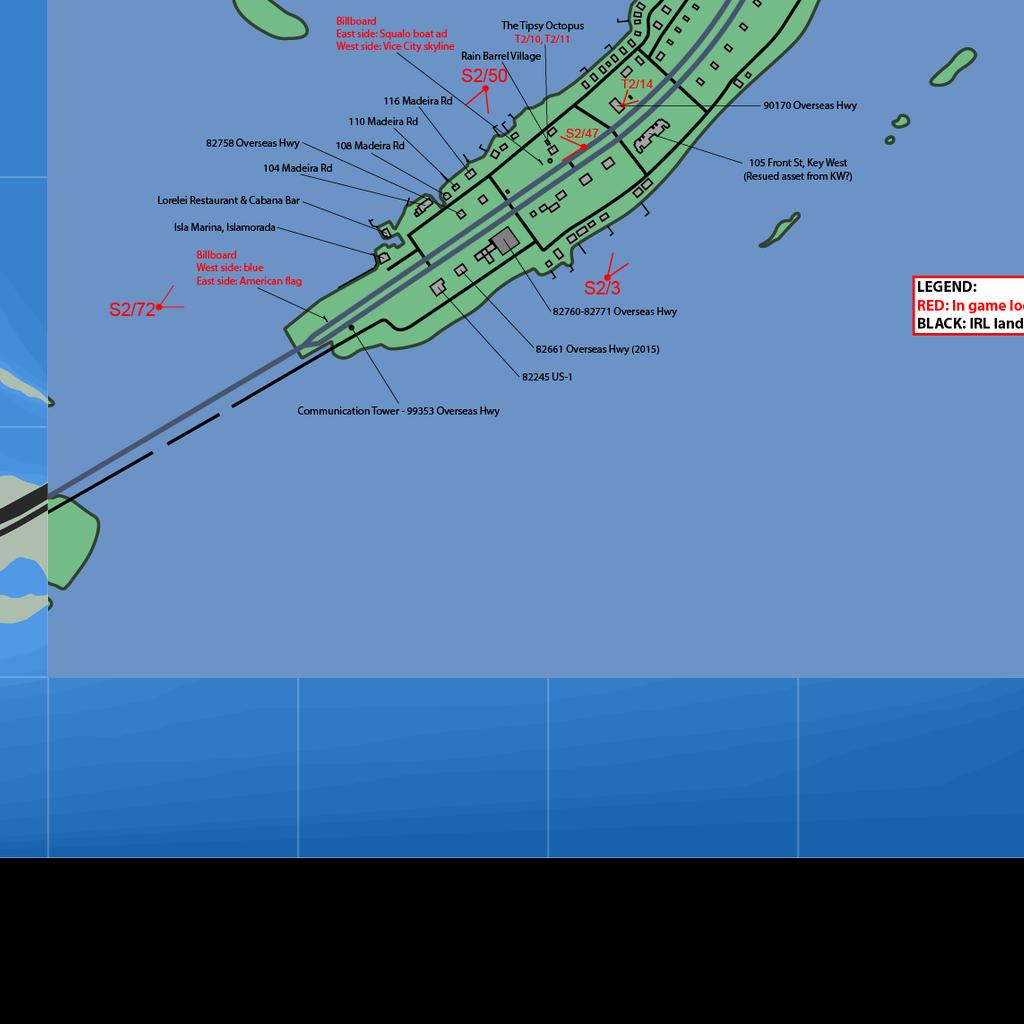 Billboard
East side: Squalo boat ad
West side: Vice City skyline
The Tipsy Octopus
T2/10, T2/11
Rain Barrel Village
S2/50
T2/14
116 Madeira Rd
90170 Overseas Hwy
110 Madeira Rd
S2/47
82758 Overseas Hwy
108 Madeira Rd
105 Front St, Key West
(Resued asset from KW?)
104 Madeira Rd
Lorelei Restaurant & Cabana Bar
Isla Marina, Islamorada
Billboard
West side: blue
East side: American flag
S2/72
S2/3
LEGEND:
RED: In game lo
BLACK: IRL land
82760-82771 Overseas Hwy
82661 Overseas Hwy (2015)
82245 US-1
Communication Tower - 99353 Overseas Hwy